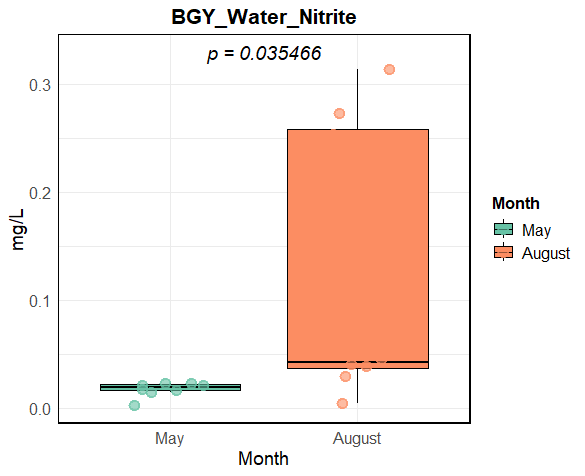 BGY_Water_Nitrite
p = 0.035466
mg/L
0.3
0.2
0.1
0.0
May
August
Month
Month
May
August